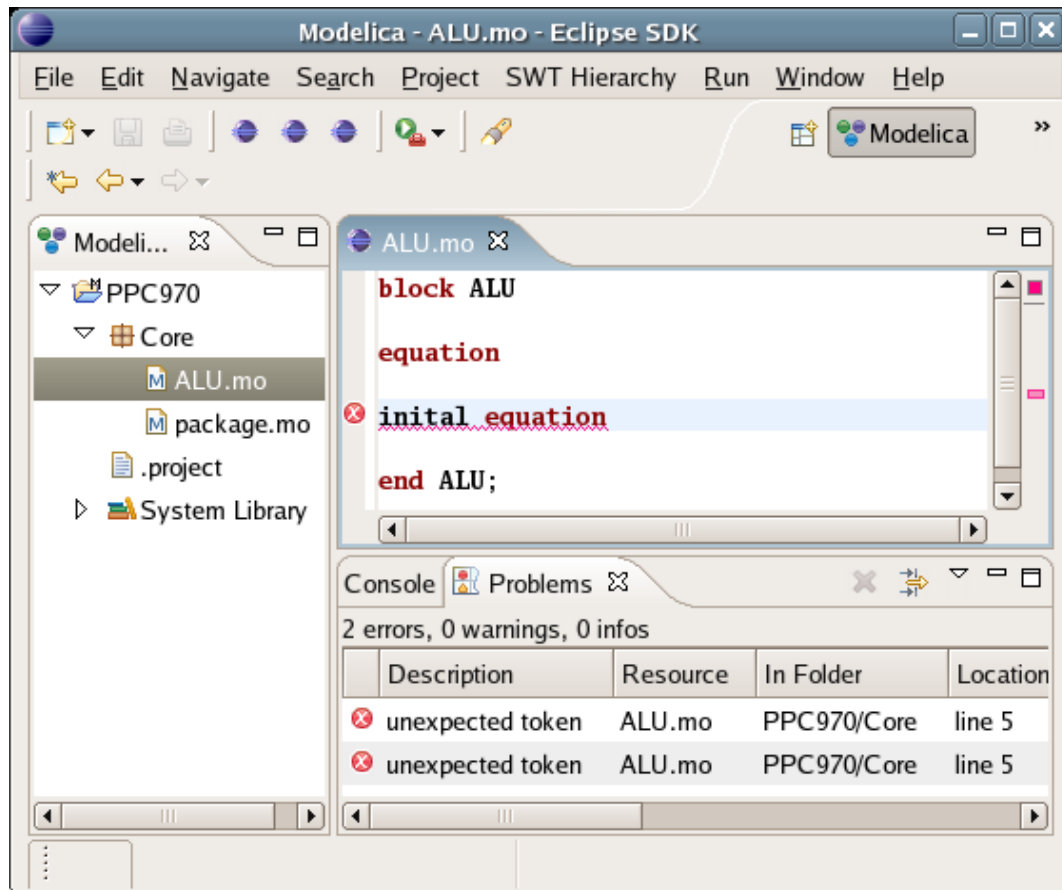 Modelica - ALU.mo - Eclipse SDK
File Edit Navigate Search Project SWT Hierarchy Run Window Help
Modelica »
Modeli...
PPC970
Core
ALU.mo
package.mo
.project
System Library
ALU.mo
block ALU
equation
inital equation
end ALU;
Console Problems
2 errors, 0 warnings, 0 infos
Description Resource In Folder Location
unexpected token ALU.mo PPC970/Core line 5
unexpected token ALU.mo PPC970/Core line 5